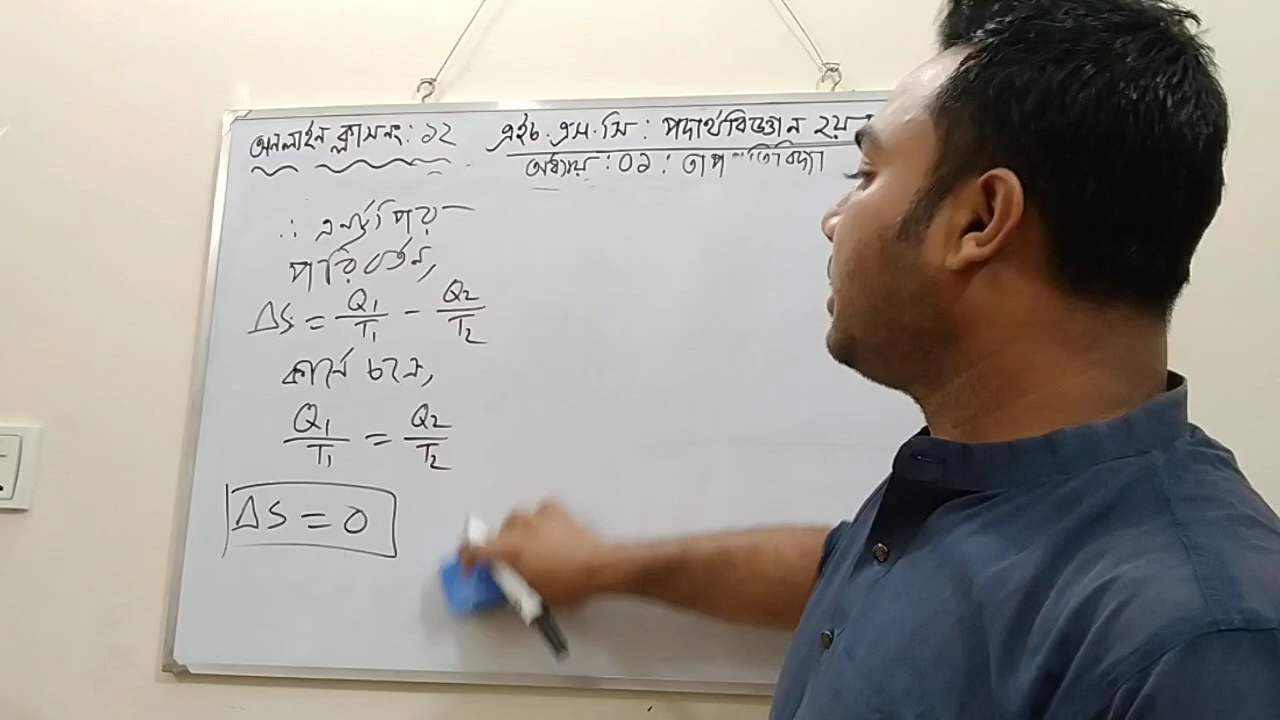 অনলাইন ক্লাস নং: ১২
এইচ.এস.সি: পদার্থবিজ্ঞান ২য়
অধ্যায়: ০১: তাপ গতিবিদ্যা
∴ এনট্রপির
পরিবর্তন,
ΔS = Q₁/T₁ − Q₂/T₂
কার্নো চক্রে,
Q₁/T₁ = Q₂/T₂
ΔS = 0